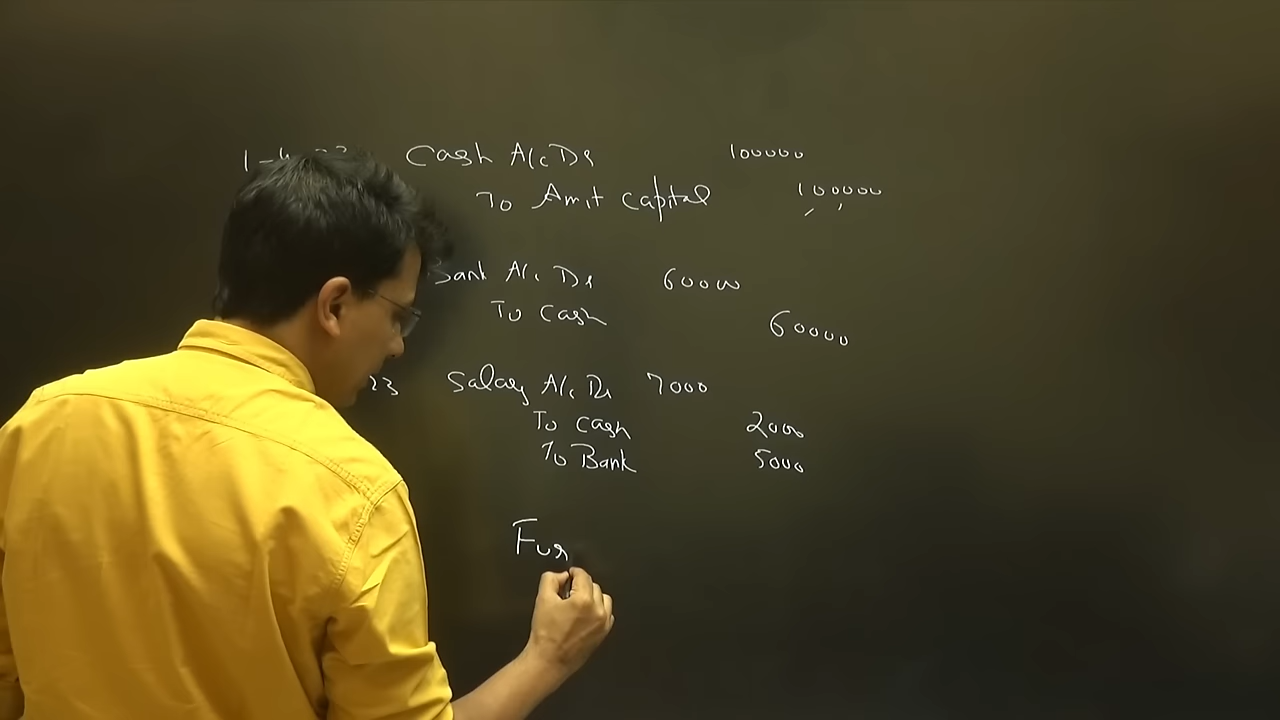 Cash A/c Dr 100000
To Amit Capital 100000
Bank A/c Dr 60000
To Cash 60000
23 Salary A/c Dr 7000
To Cash 2000
To Bank 5000
Fur